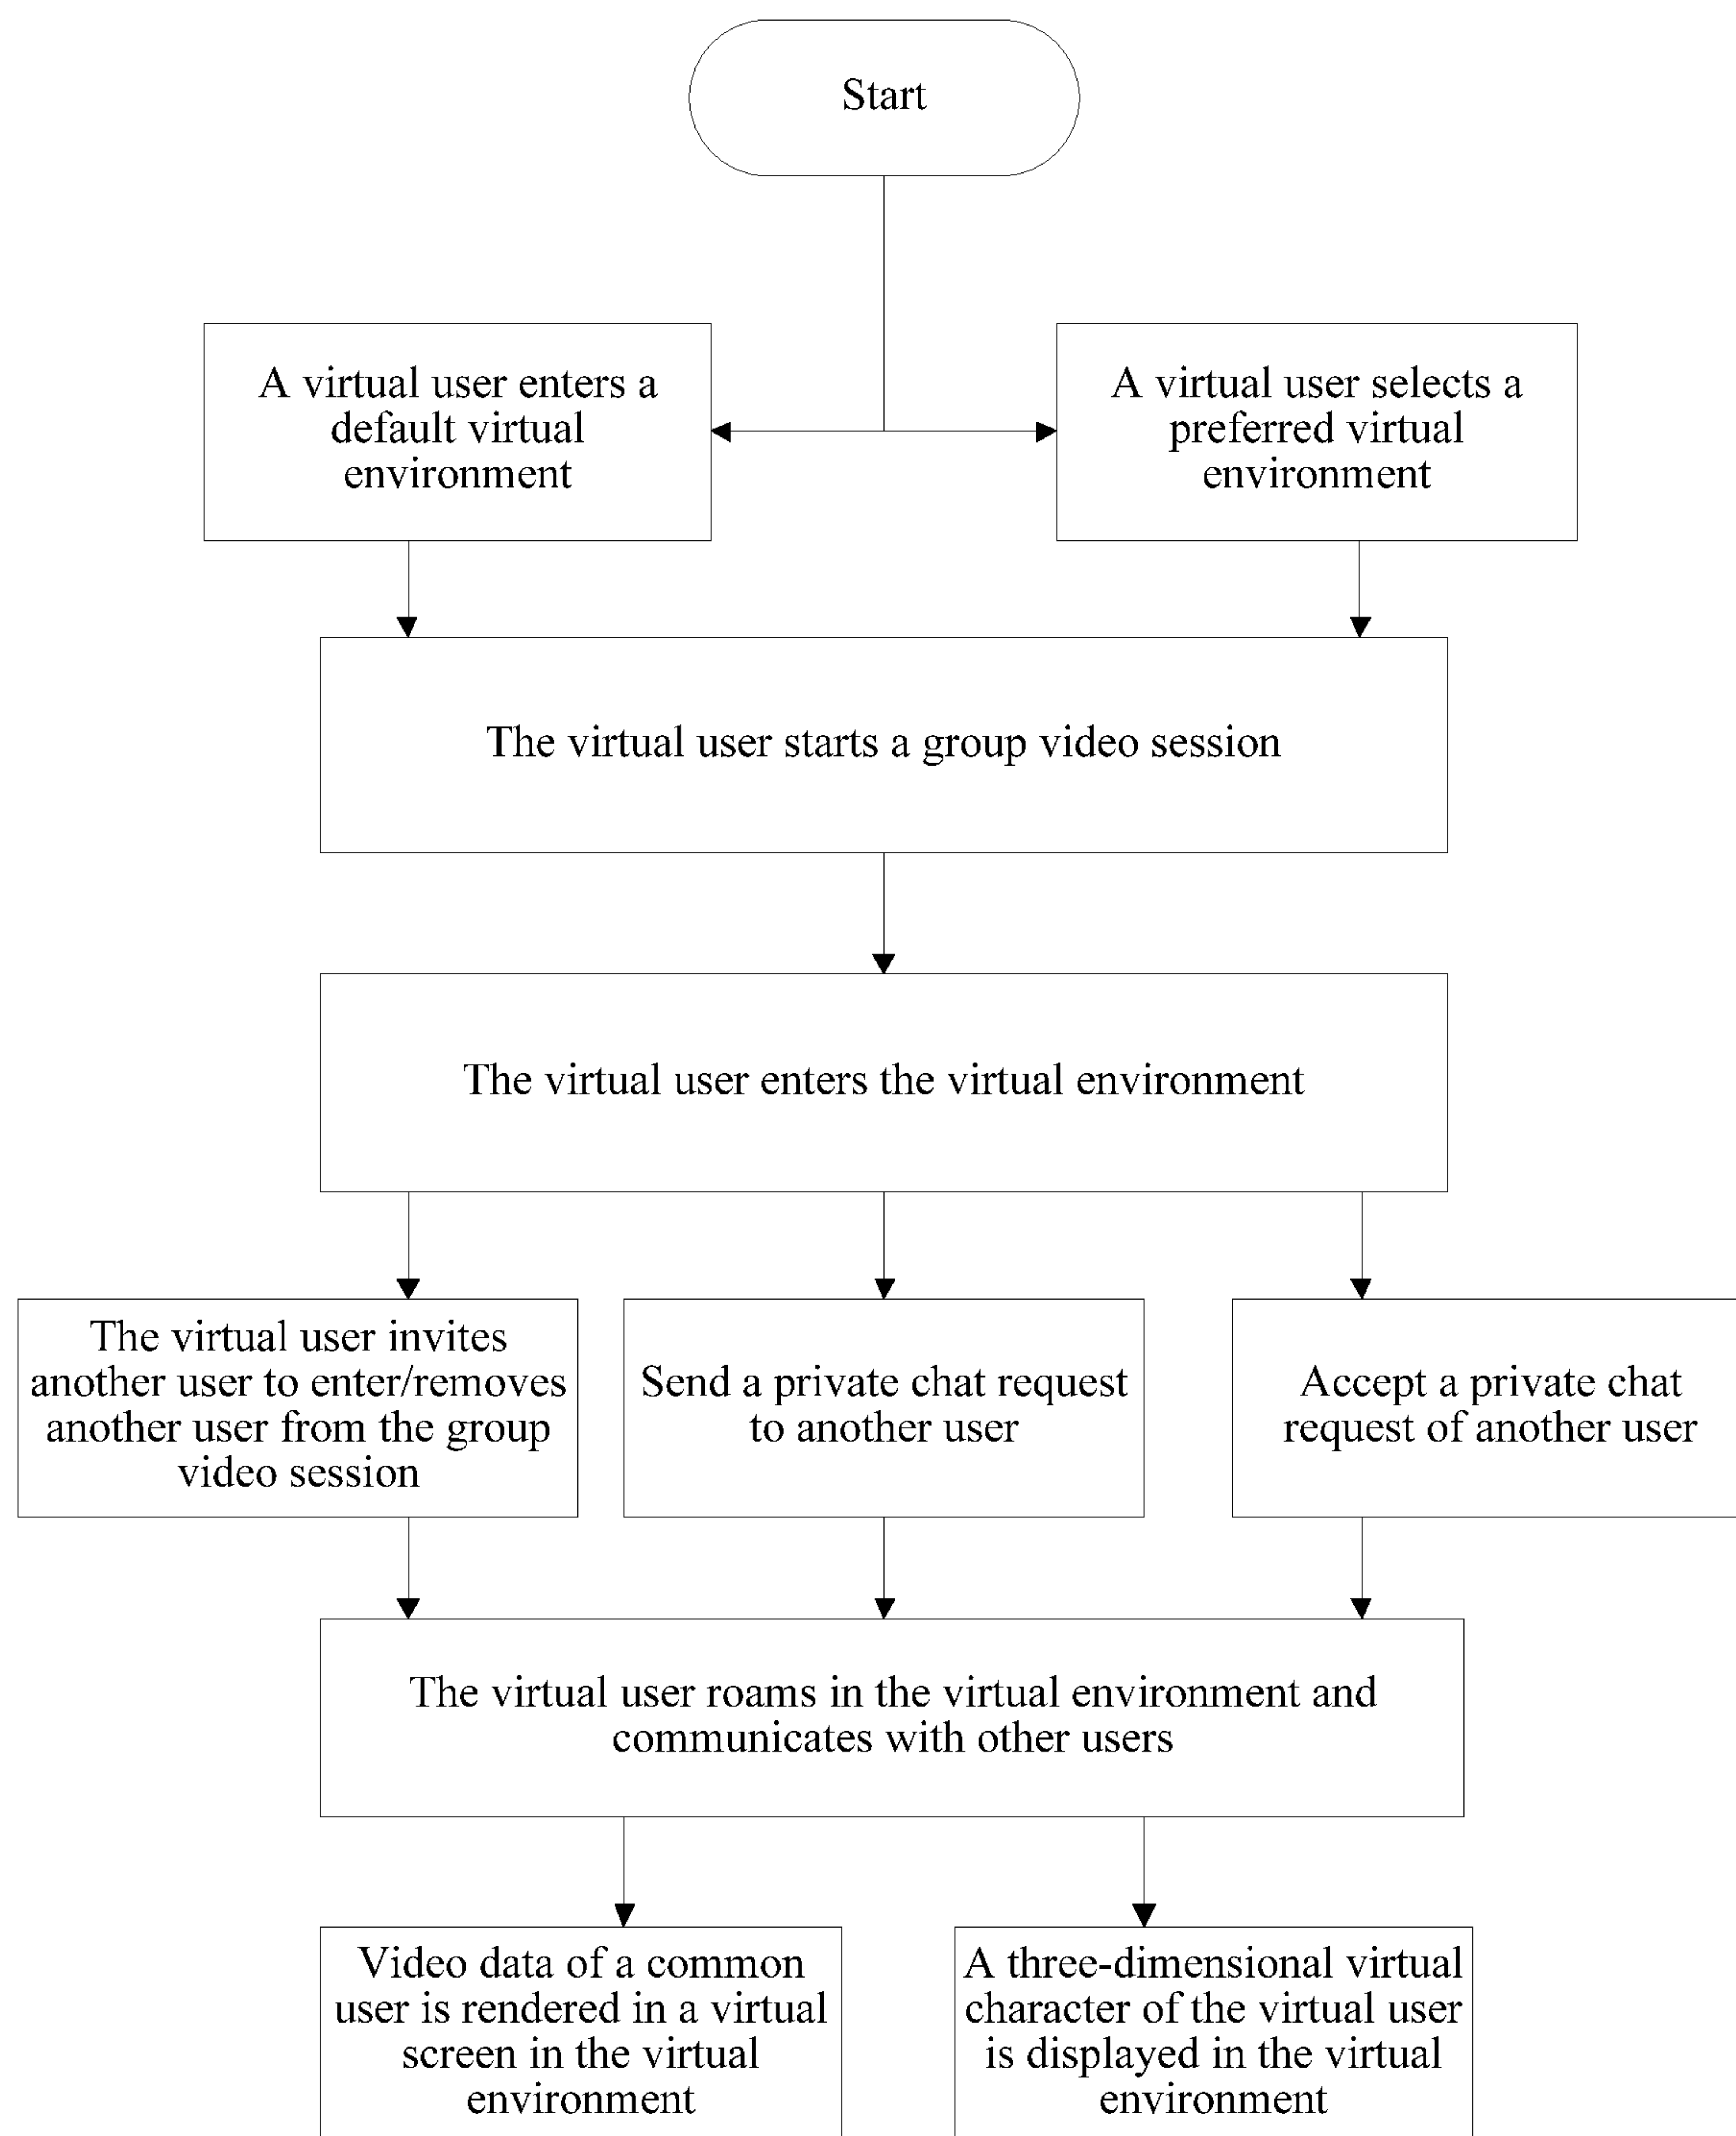 Start
A virtual user enters a
default virtual
environment
A virtual user selects a
preferred virtual
environment
The virtual user starts a group video session
The virtual user enters the virtual environment
The virtual user invites
another user to enter/removes
another user from the group
video session
Send a private chat request
to another user
Accept a private chat
request of another user
The virtual user roams in the virtual environment and
communicates with other users
Video data of a common
user is rendered in a virtual
screen in the virtual
environment
A three-dimensional virtual
character of the virtual user
is displayed in the virtual
environment